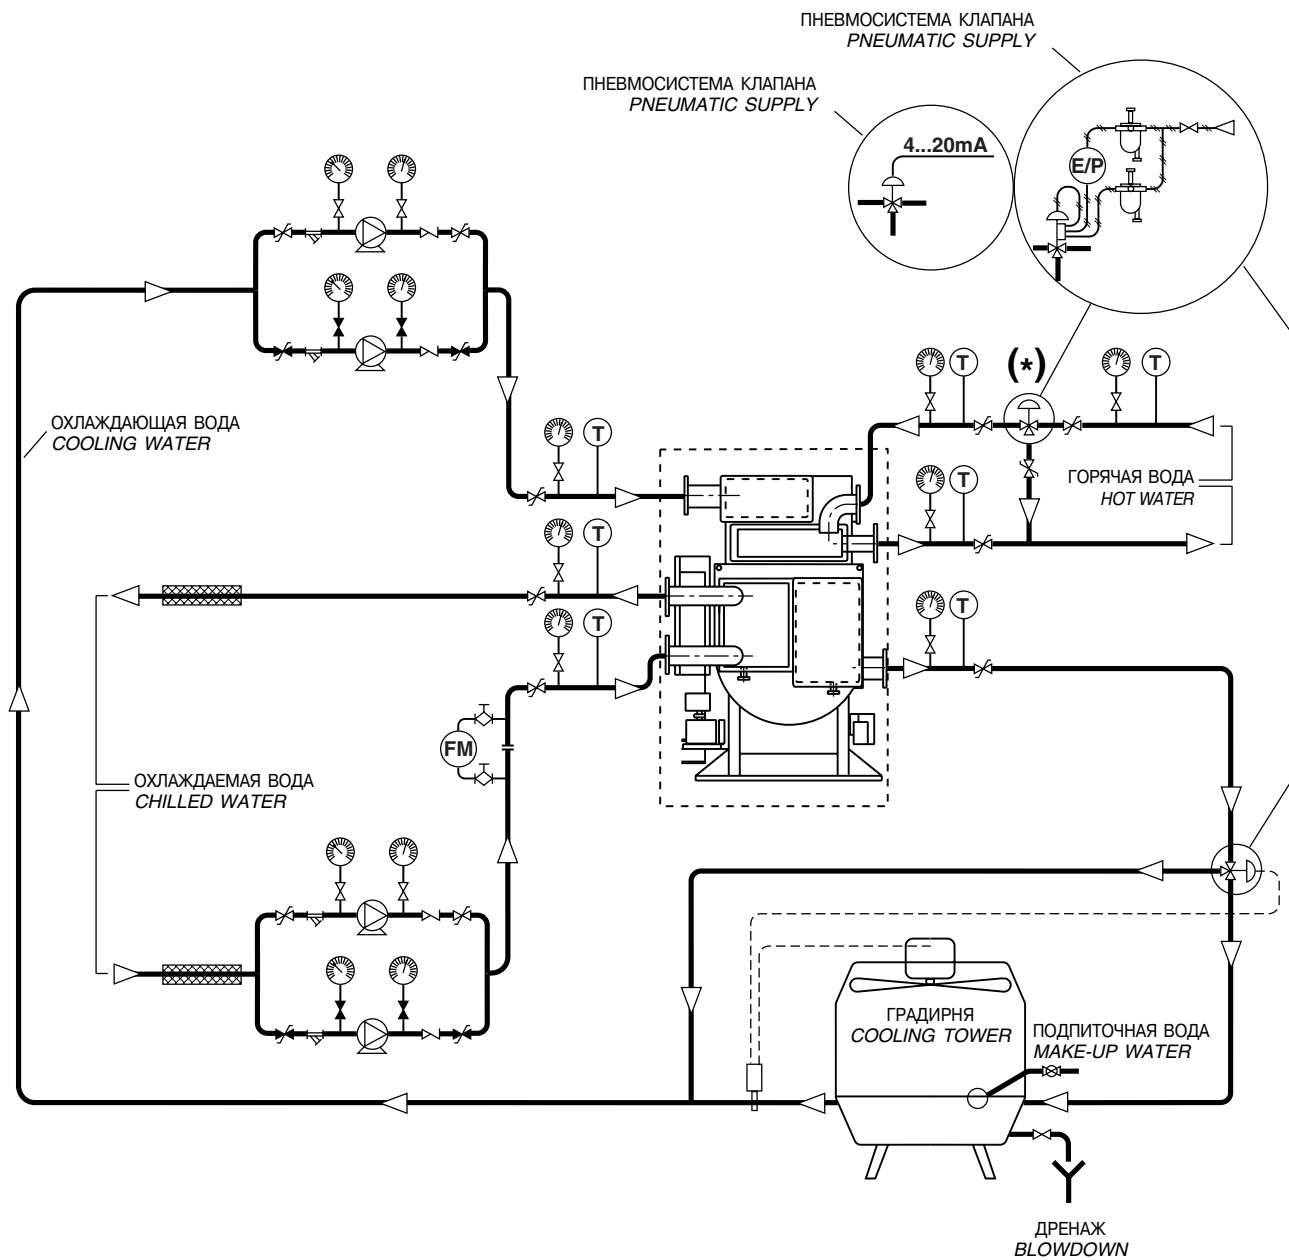 ПНЕВМОСИСТЕМА КЛАПАНА
PNEUMATIC SUPPLY
ПНЕВМОСИСТЕМА КЛАПАНА
PNEUMATIC SUPPLY
4...20mA
E/P
T
(*)
T
ОХЛАЖДАЮЩАЯ ВОДА
COOLING WATER
T
T
ГОРЯЧАЯ ВОДА
HOT WATER
T
T
T
FM
ОХЛАЖДАЕМАЯ ВОДА
CHILLED WATER
ГРАДИРНЯ
COOLING TOWER
ПОДПИТОЧНАЯ ВОДА
MAKE-UP WATER
ДРЕНАЖ
BLOWDOWN